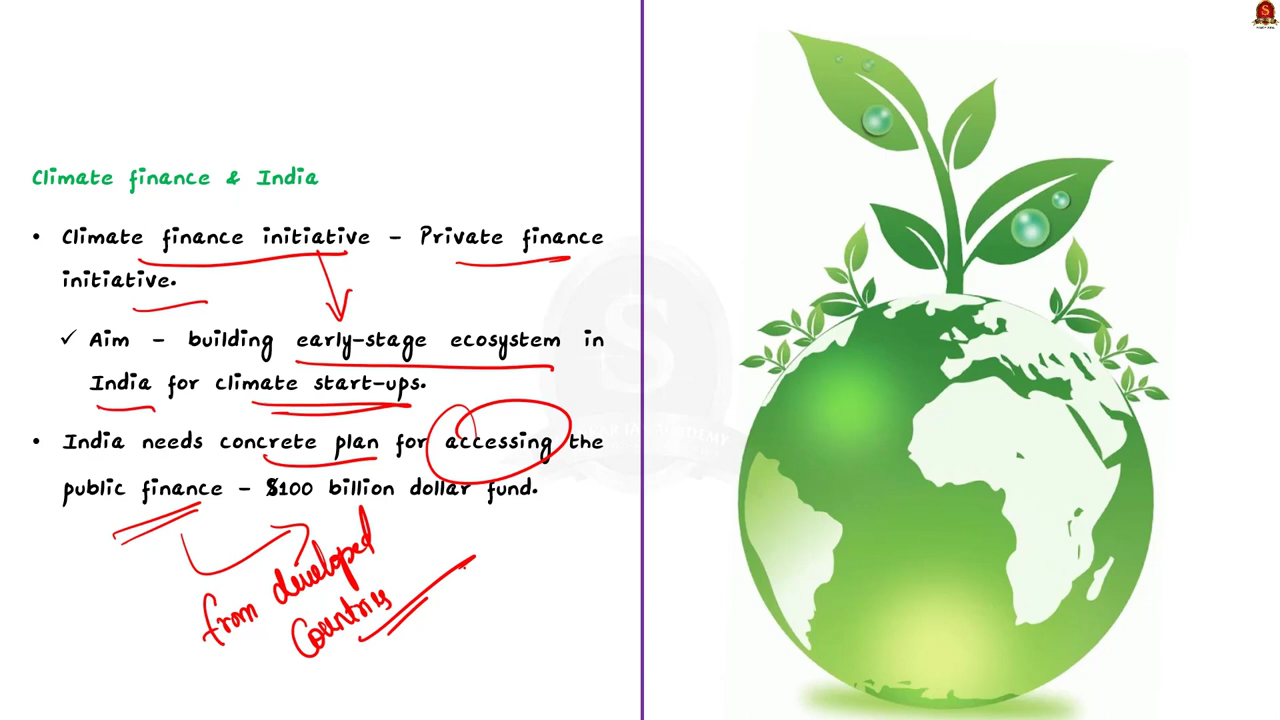 Climate finance & India
• Climate finance initiative - Private finance
initiative.
✓ Aim - building early-stage ecosystem in
India for climate start-ups.
• India needs concrete plan for accessing the
public finance - $100 billion dollar fund.
from developed
Countries